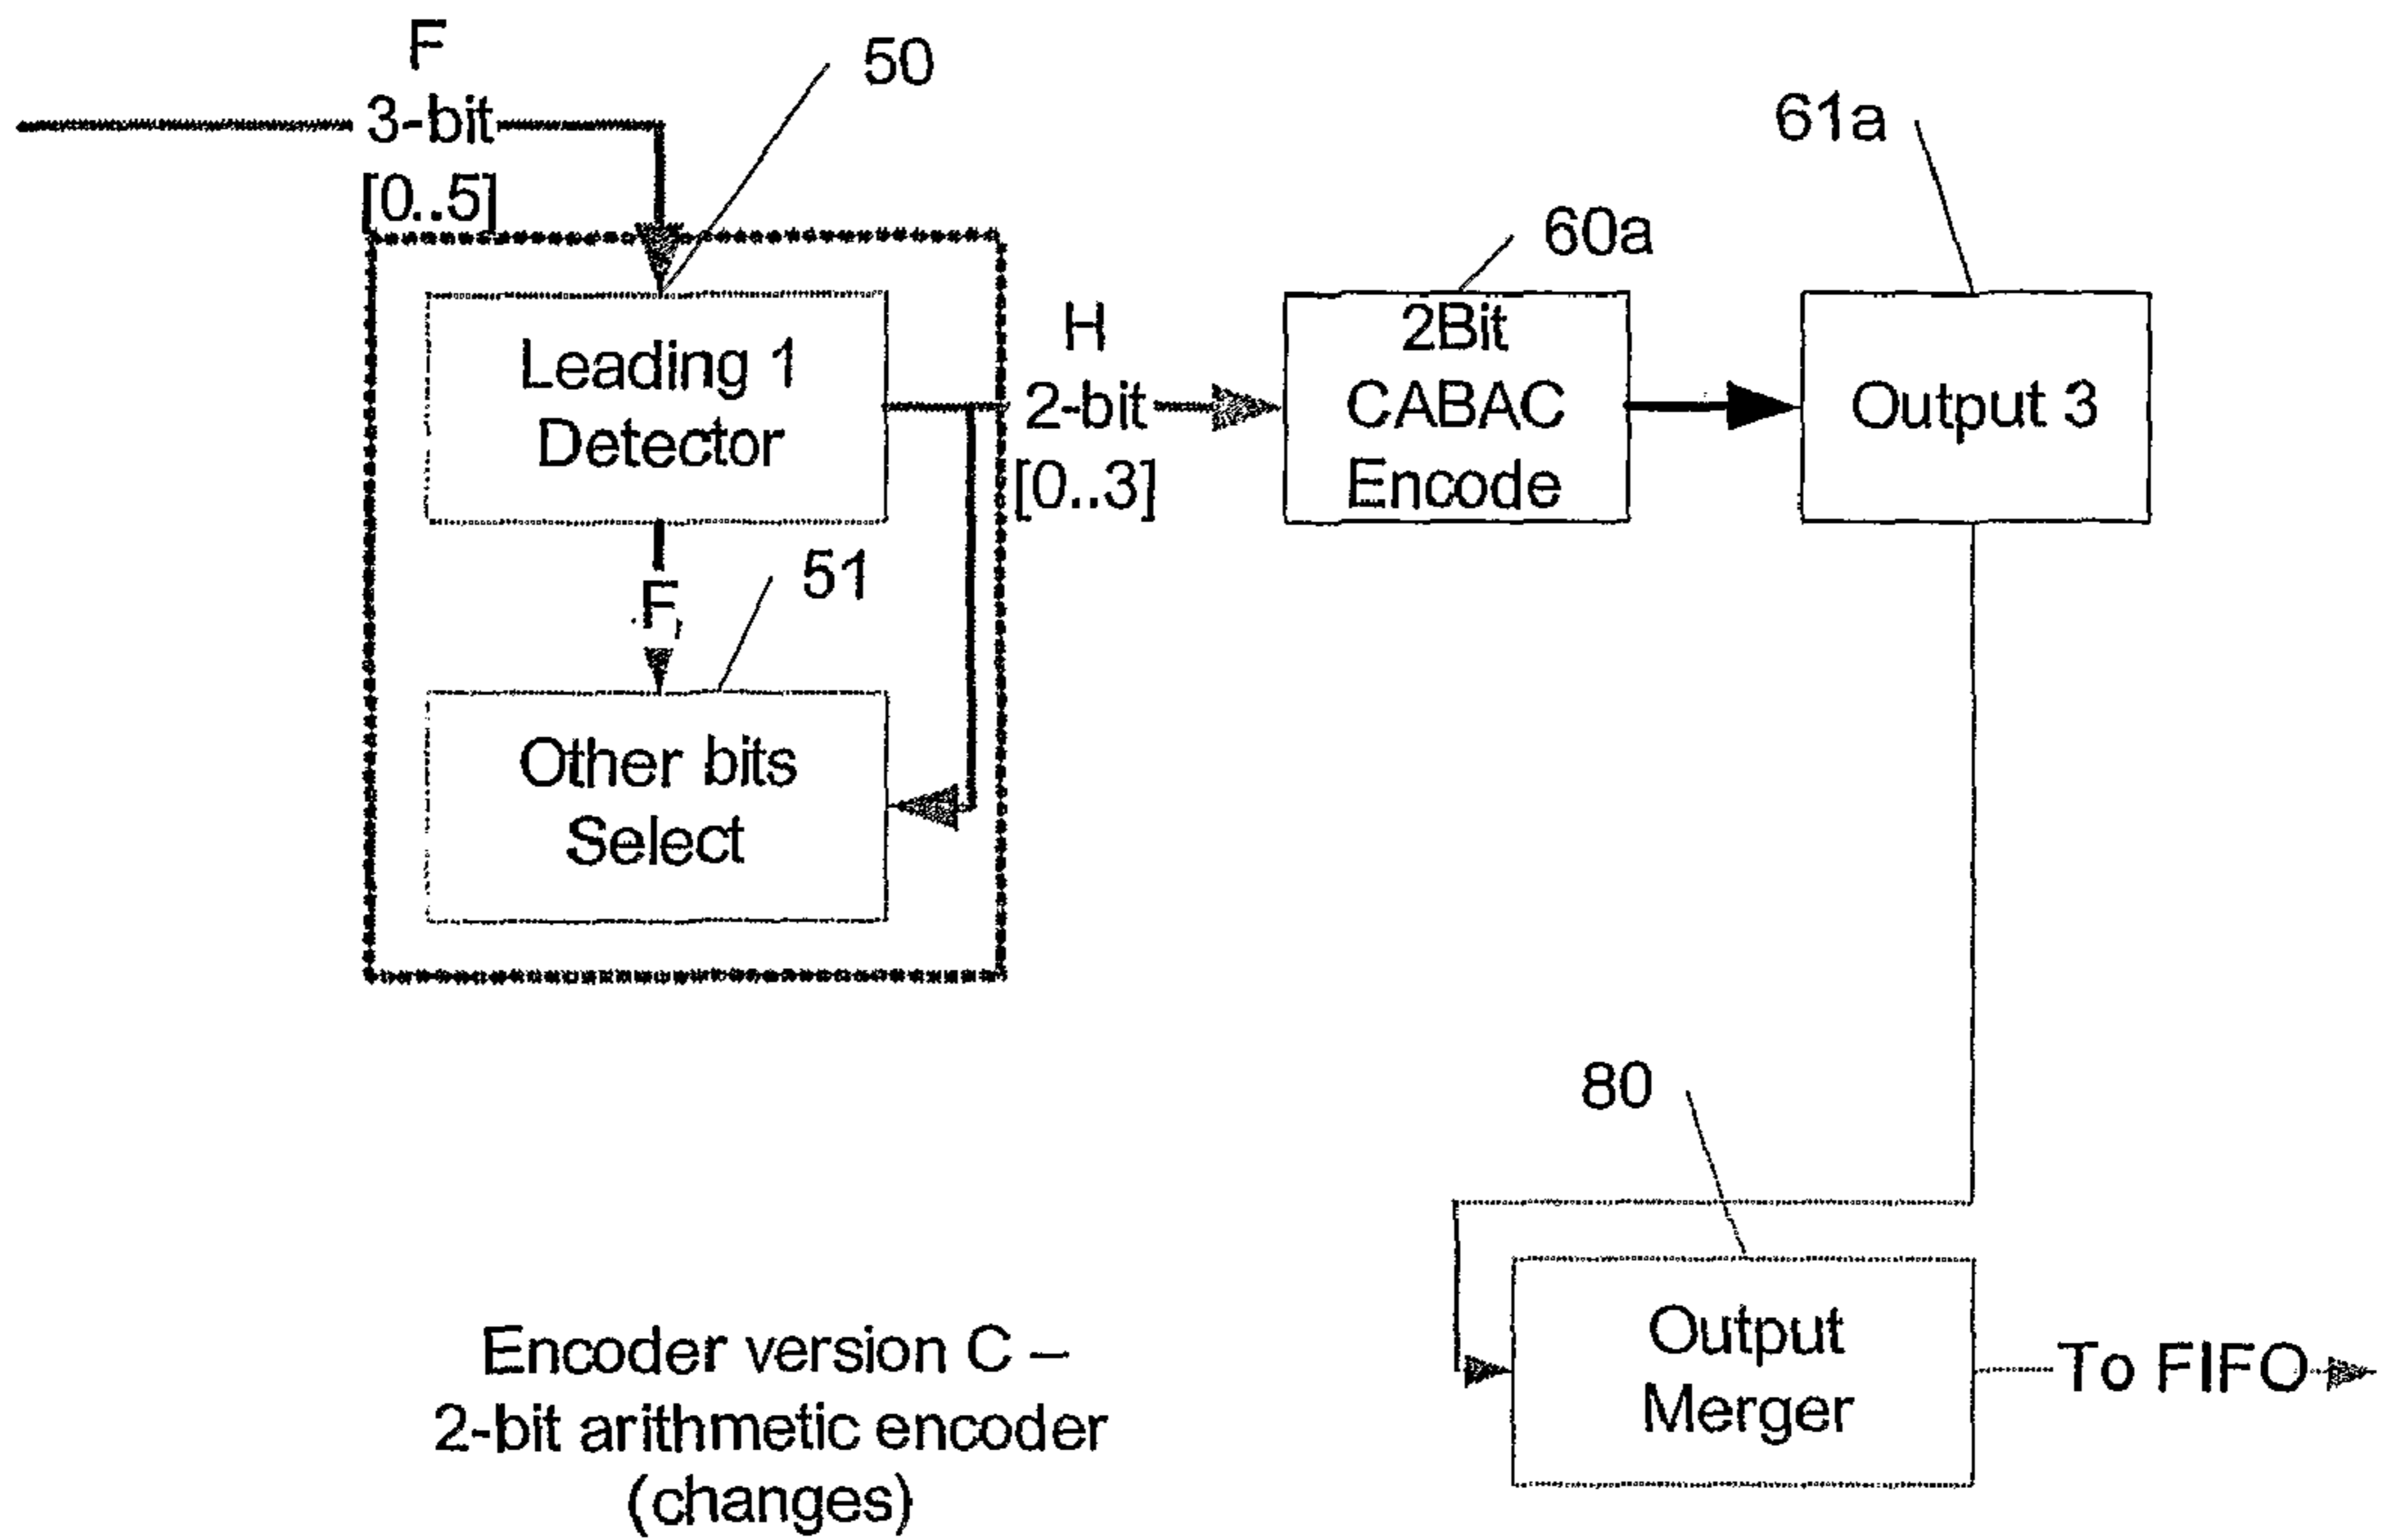 F
3-bit
[0..5]
50
61a
60a
Leading 1
Detector
H
2-bit
[0..3]
2Bit
CABAC
Encode
Output 3
F
51
Other bits
Select
80
Output
Merger
To FIFO
Encoder version C –
2-bit arithmetic encoder
(changes)